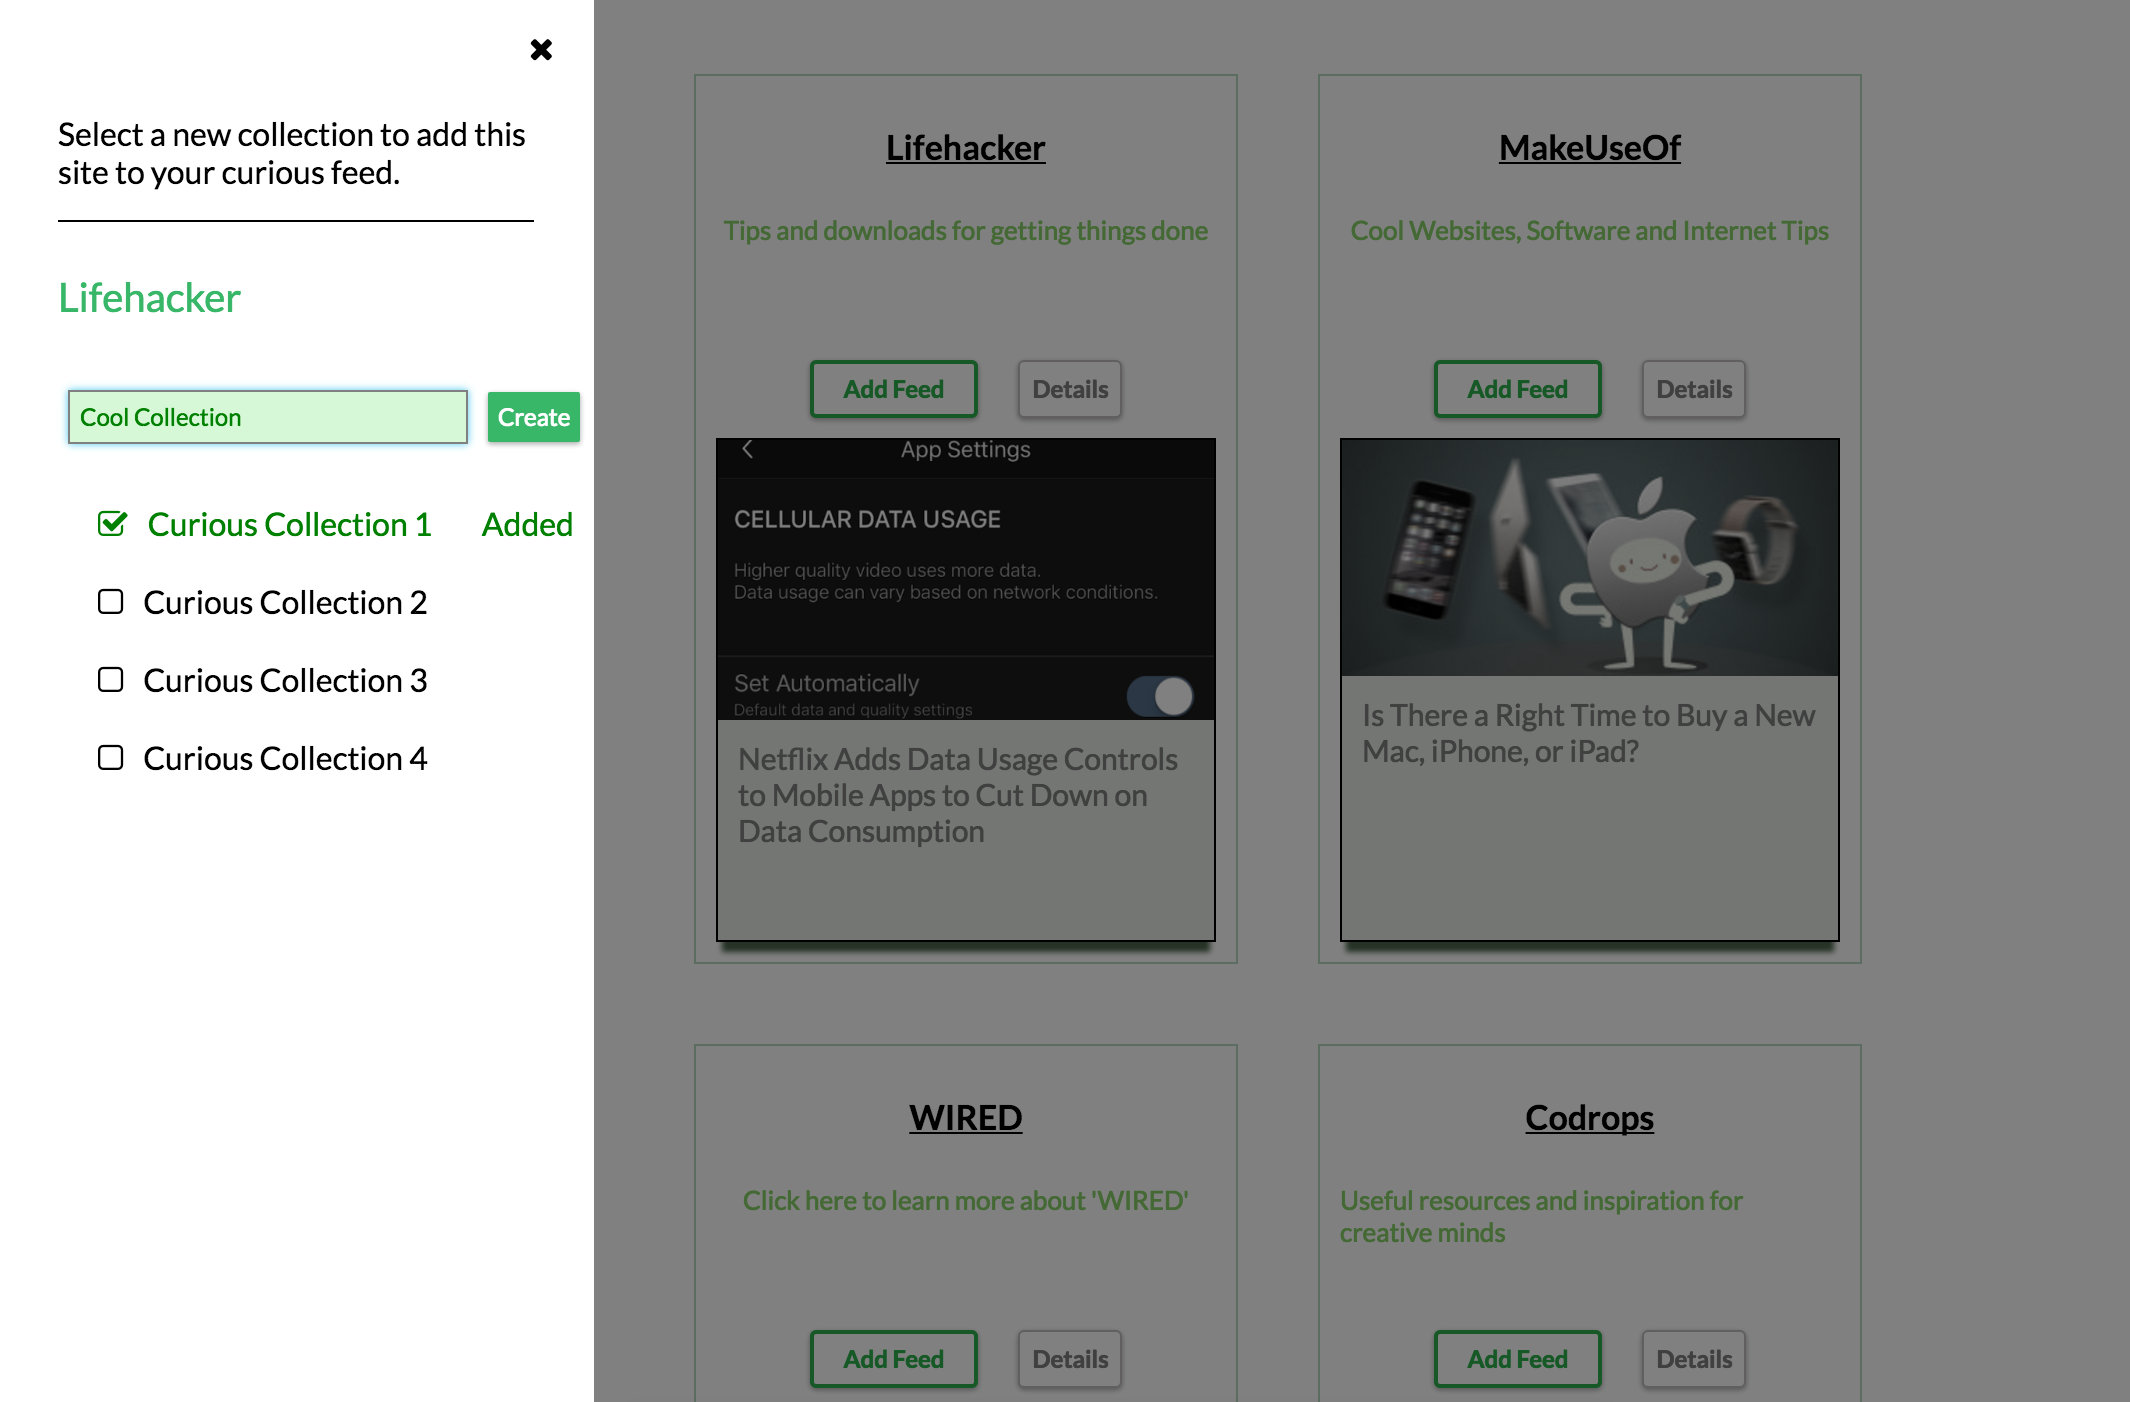 Select a new collection to add this
site to your curious feed.
Lifehacker
Cool Collection
Create
Curious Collection 1 Added
Curious Collection 2
Curious Collection 3
Curious Collection 4
Lifehacker
Tips and downloads for getting things done
Add Feed Details
App Settings
CELLULAR DATA USAGE
Higher quality video uses more data.
Data usage can vary based on network conditions.
Set Automatically
Default data and quality settings
Netflix Adds Data Usage Controls
to Mobile Apps to Cut Down on
Data Consumption
MakeUseOf
Cool Websites, Software and Internet Tips
Add Feed Details
Is There a Right Time to Buy a New
Mac, iPhone, or iPad?
WIRED
Click here to learn more about 'WIRED'
Add Feed Details
Codrops
Useful resources and inspiration for
creative minds
Add Feed Details